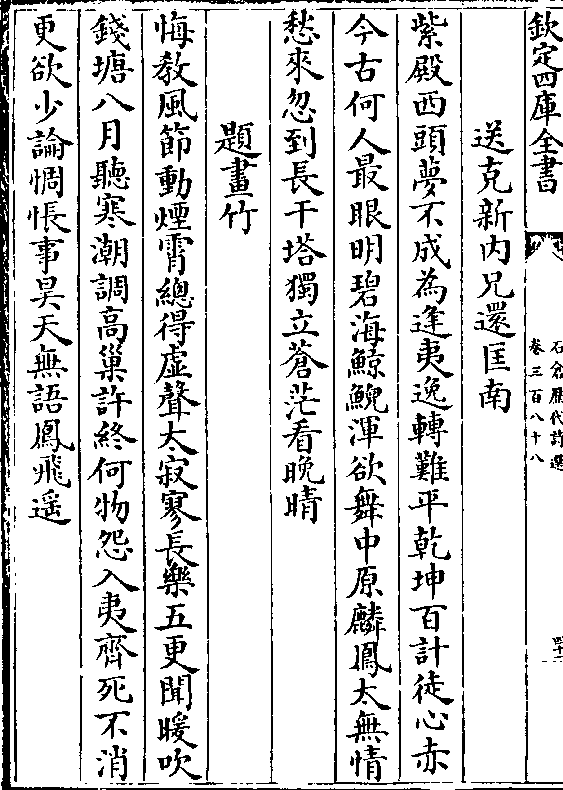 欽定四庫全書
石倉歷代詩選
卷三百八十八
送克新内兄還匡南
紫殿西頭夢不成為逢夷逸轉難平乾坤百計徒心赤
今古何人最眼明碧海鯨鯢渾欲舞中原麟鳳太無情
愁來忽到長干塔獨立蒼茫看晚晴
題畫竹
悔教風節動煙霄總得虚聲太寂寥長樂五更聞暖吹
錢塘八月聽寒潮調高巢許終何物怨入夷齊死不消
更欲少論惆悵事昊天無語鳳飛遥